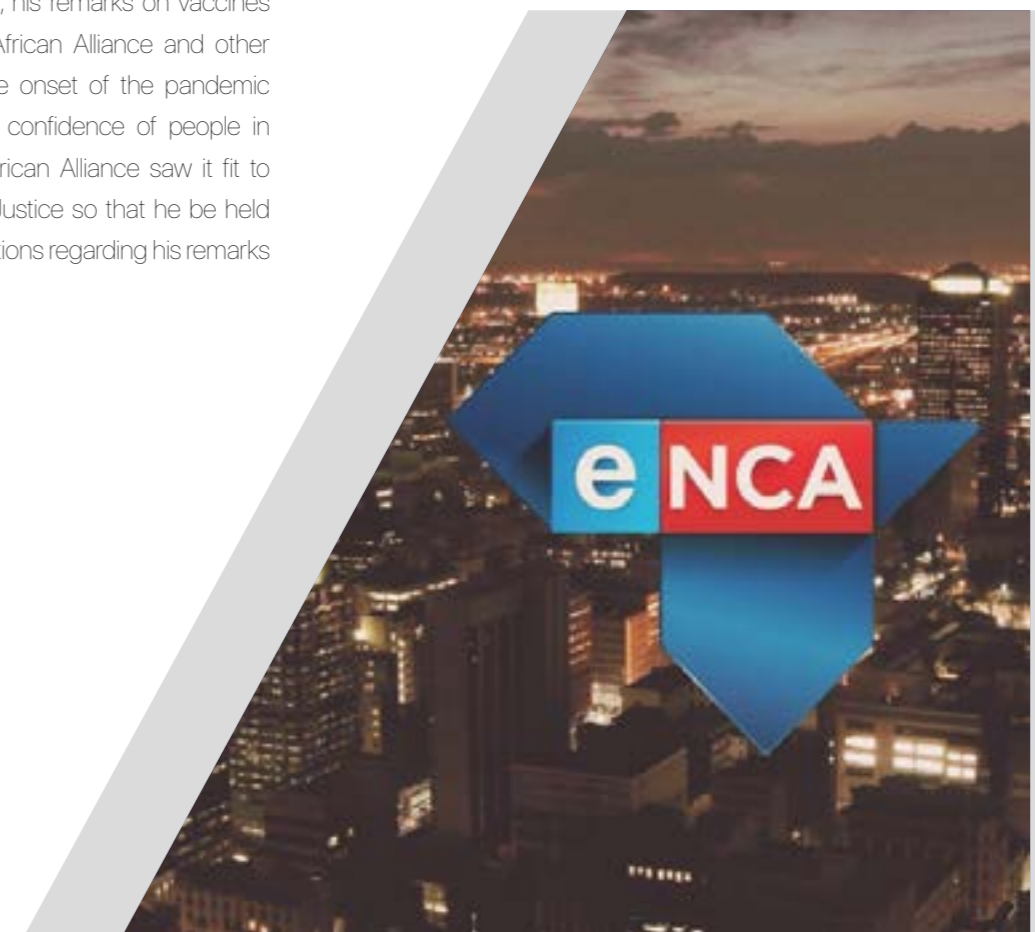 , his remarks on vaccines
African Alliance and other
e onset of the pandemic
confidence of people in
rican Alliance saw it fit to
Justice so that he be held
tions regarding his remarks
eNCA